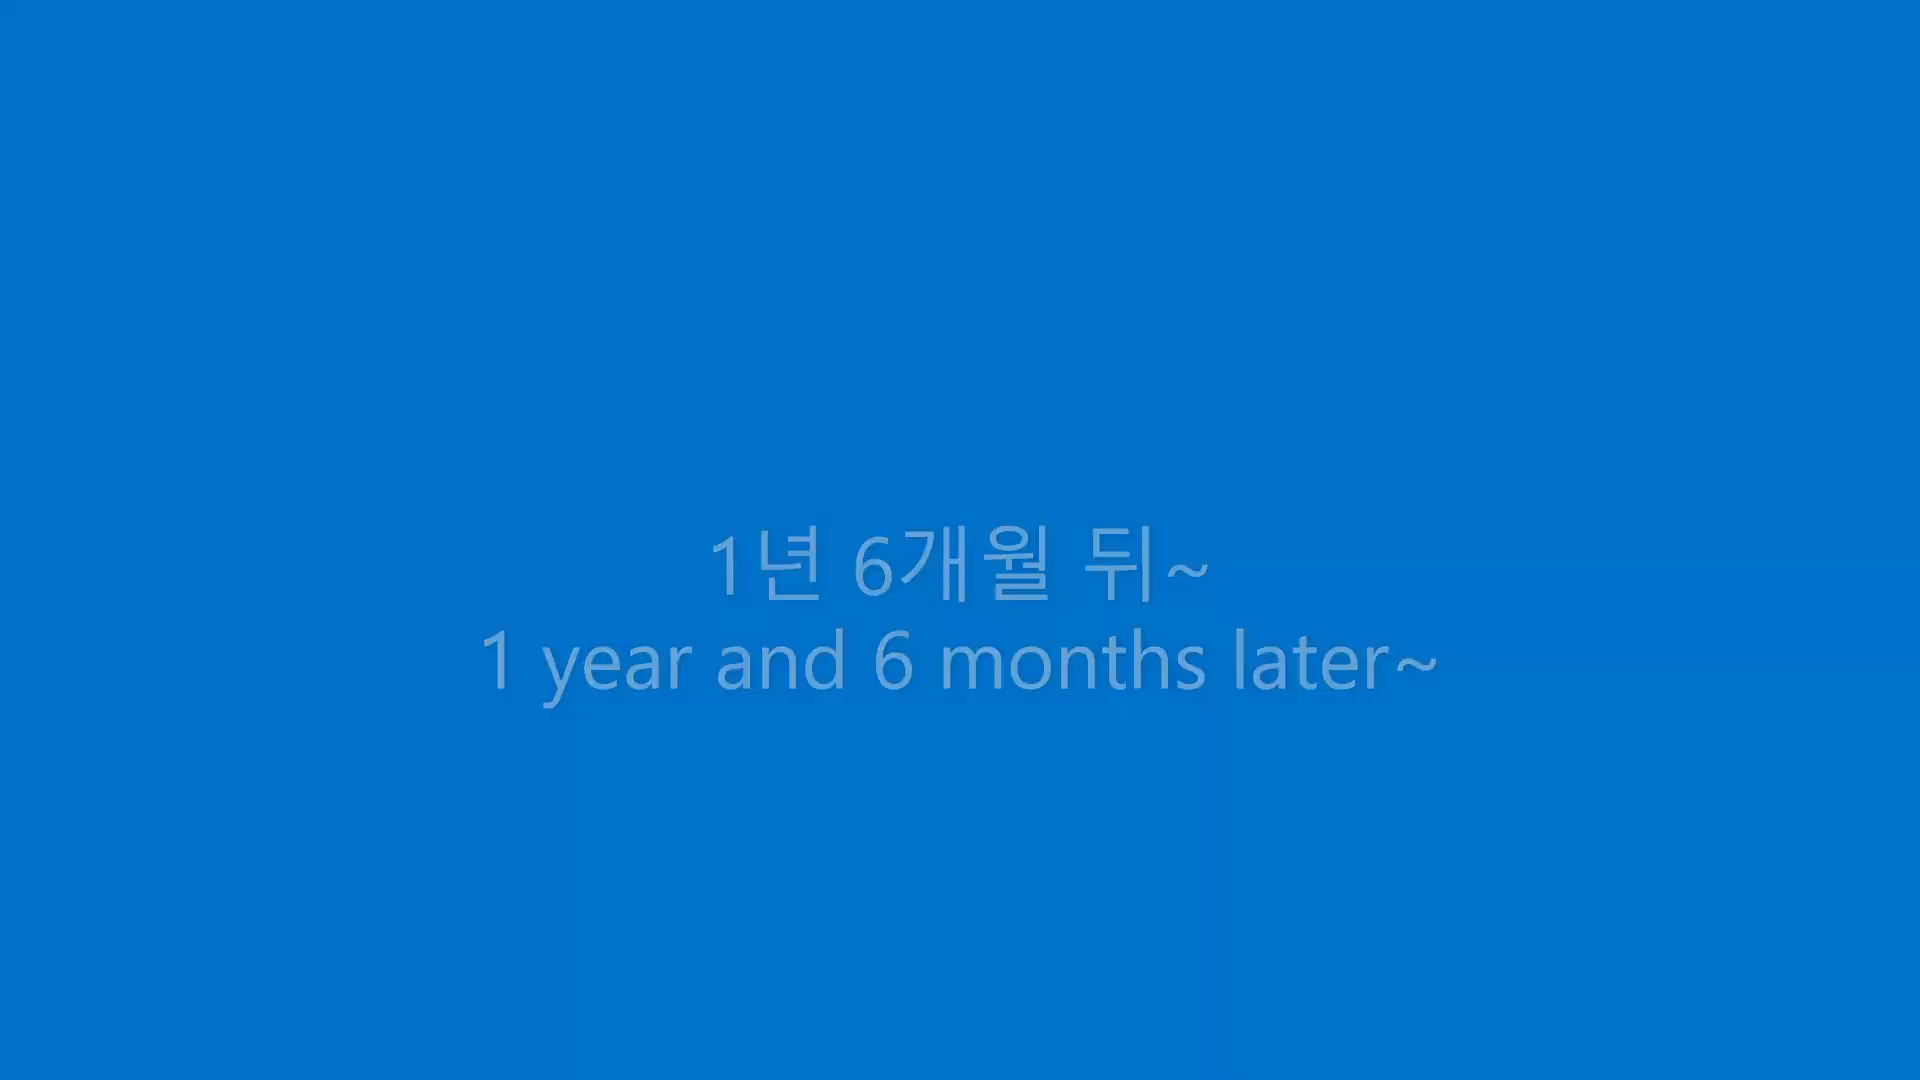 1년 6개월 뒤~
1 year and 6 months later~